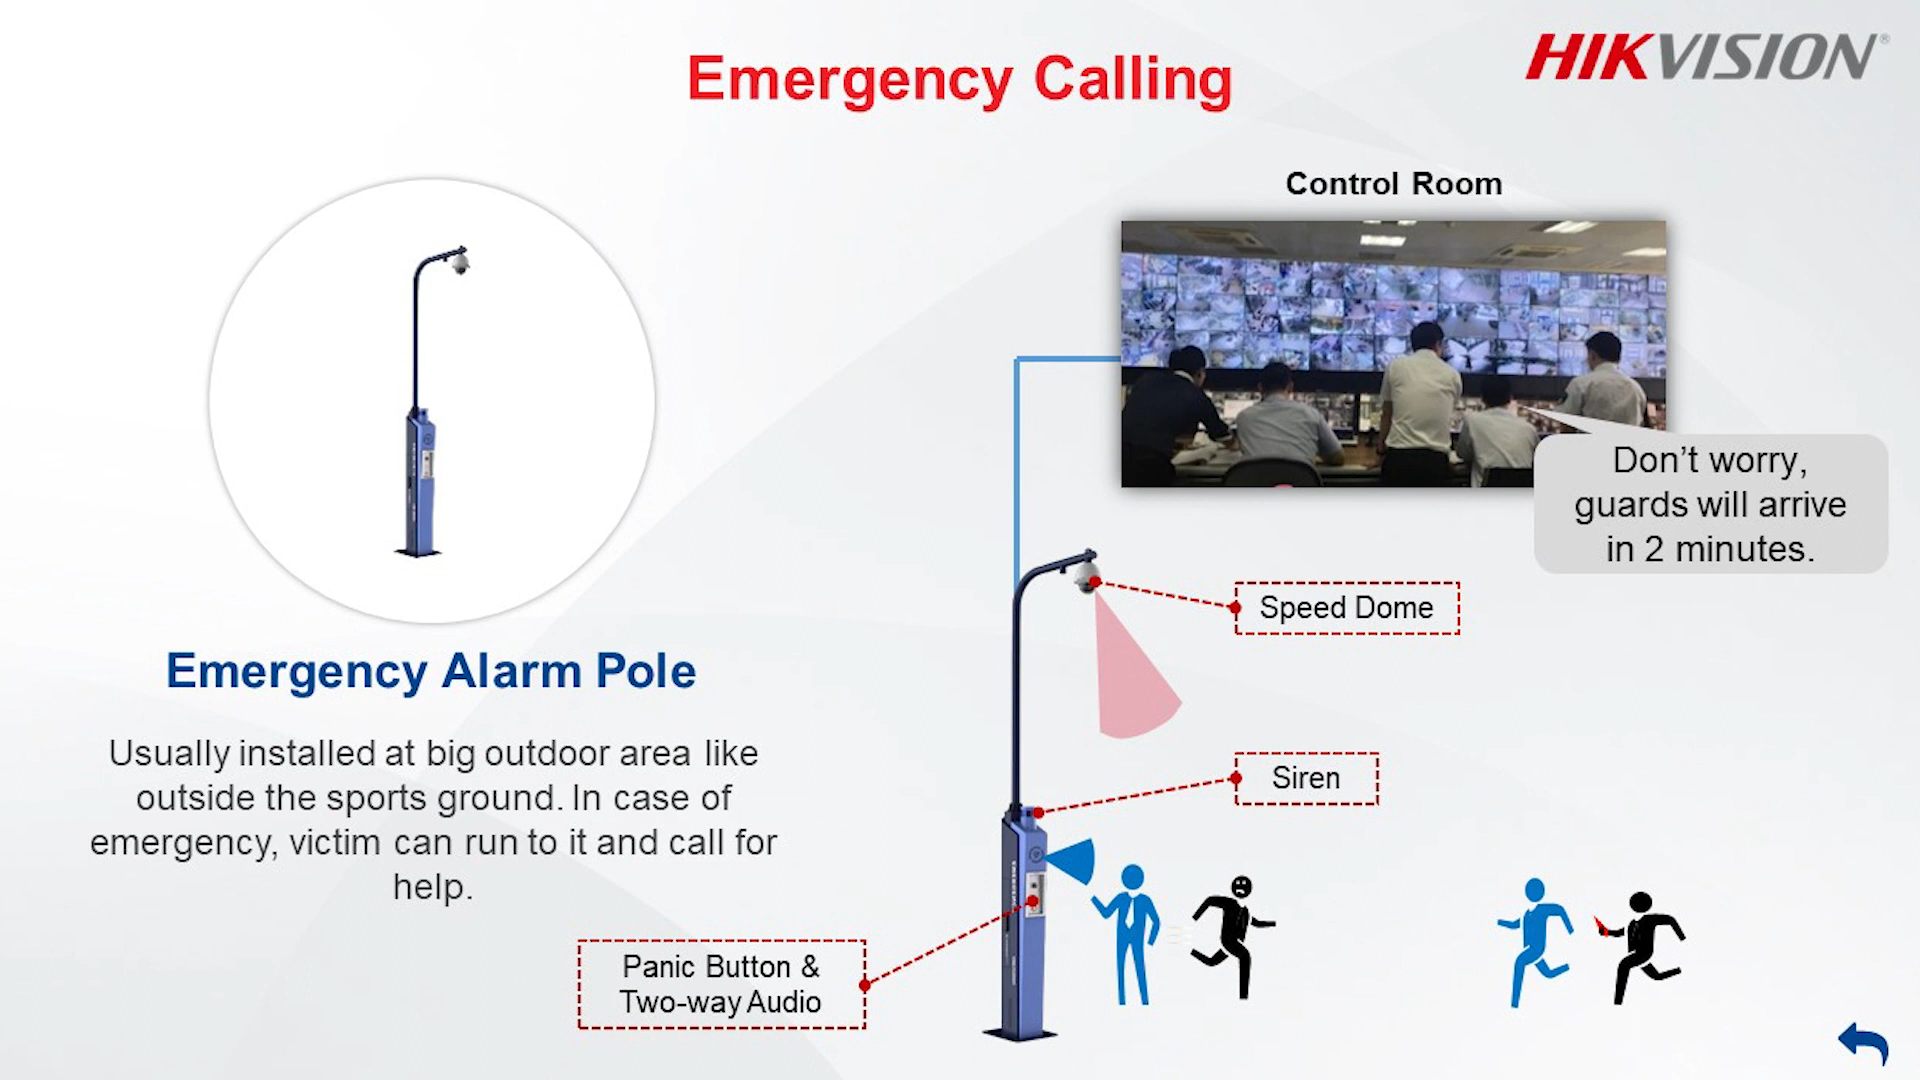 Emergency Calling
HIKVISION®
Control Room
Don't worry,
guards will arrive
in 2 minutes.
Speed Dome
Emergency Alarm Pole
Usually installed at big outdoor area like
outside the sports ground. In case of
emergency, victim can run to it and call for
help.
Siren
Panic Button &
Two-way Audio